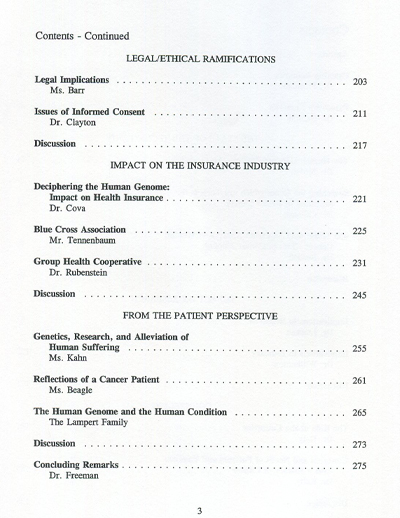 Contents - Continued
LEGAL/ETHICAL RAMIFICATIONS
Legal Implications . . . . . . . . . . . . . . . . . . . . . . . . . . . . . . 203
Ms. Barr
Issues of Informed Consent . . . . . . . . . . . . . . . . . . . . . . . . . 211
Dr. Clayton
Discussion . . . . . . . . . . . . . . . . . . . . . . . . . . . . . . . . . . 217
IMPACT ON THE INSURANCE INDUSTRY
Deciphering the Human Genome:
Impact on Health Insurance . . . . . . . . . . . . . . . . . . . . . . . 221
Dr. Cova
Blue Cross Association . . . . . . . . . . . . . . . . . . . . . . . . . . . . 225
Mr. Tennenbaum
Group Health Cooperative . . . . . . . . . . . . . . . . . . . . . . . . . . 231
Dr. Rubenstein
Discussion . . . . . . . . . . . . . . . . . . . . . . . . . . . . . . . . . . 245
FROM THE PATIENT PERSPECTIVE
Genetics, Research, and Alleviation of
Human Suffering . . . . . . . . . . . . . . . . . . . . . . . . . . . . . 255
Ms. Kahn
Reflections of a Cancer Patient . . . . . . . . . . . . . . . . . . . . . . . 261
Ms. Beagle
The Human Genome and the Human Condition . . . . . . . . . . . . . . 265
The Lampert Family
Discussion . . . . . . . . . . . . . . . . . . . . . . . . . . . . . . . . . . 273
Concluding Remarks . . . . . . . . . . . . . . . . . . . . . . . . . . . . . 275
Dr. Freeman
3